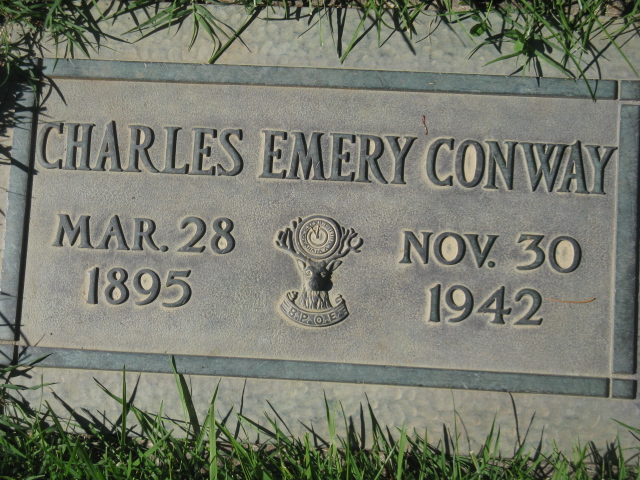 CHARLES EMERY CONWAY
MAR. 28
1895
NOV. 30
1942
B.P.O.E.